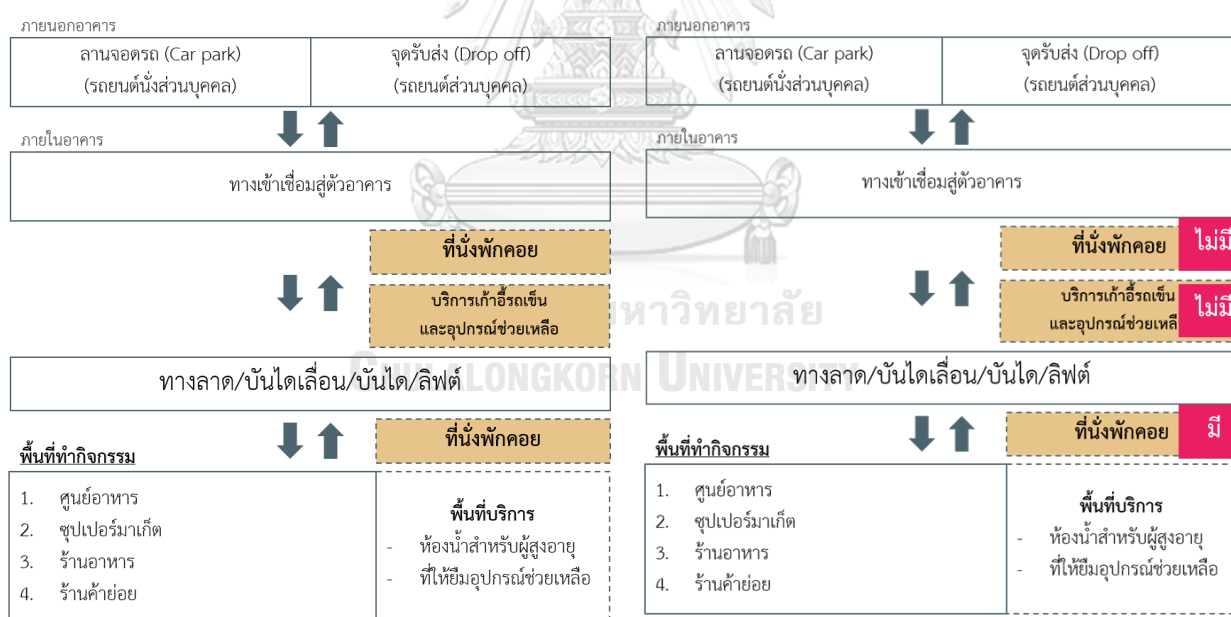 ภายนอกอาคาร
ลานจอดรถ (Car park)
(รถยนต์นั่งส่วนบุคคล)
จุดรับส่ง (Drop off)
(รถยนต์ส่วนบุคคล)
ภายในอาคาร
ทางเข้าเชื่อมสู่ตัวอาคาร
ที่นั่งพักคอย
บริการเก้าอี้รถเข็น
และอุปกรณ์ช่วยเหลือ
ทางลาด/บันไดเลื่อน/บันได/ลิฟต์
ที่นั่งพักคอย
พื้นที่ทำกิจกรรม
1. ศูนย์อาหาร
2. ซุปเปอร์มาเก็ต
3. ร้านอาหาร
4. ร้านค้าย่อย
พื้นที่บริการ
- ห้องน้ำสำหรับผู้สูงอายุ
- ที่ให้ยืมอุปกรณ์ช่วยเหลือ
ภายนอกอาคาร
ลานจอดรถ (Car park)
(รถยนต์นั่งส่วนบุคคล)
จุดรับส่ง (Drop off)
(รถยนต์ส่วนบุคคล)
ภายในอาคาร
ทางเข้าเชื่อมสู่ตัวอาคาร
ที่นั่งพักคอย ไม่มี
บริการเก้าอี้รถเข็น
และอุปกรณ์ช่วยเหลื ไม่มี
ทางลาด/บันไดเลื่อน/บันได/ลิฟต์
ที่นั่งพักคอย มี
พื้นที่ทำกิจกรรม
1. ศูนย์อาหาร
2. ซุปเปอร์มาเก็ต
3. ร้านอาหาร
4. ร้านค้าย่อย
พื้นที่บริการ
- ห้องน้ำสำหรับผู้สูงอายุ
- ที่ให้ยืมอุปกรณ์ช่วยเหลือ
หาวิทยาลัย
LONGKORN UNIVERSITY